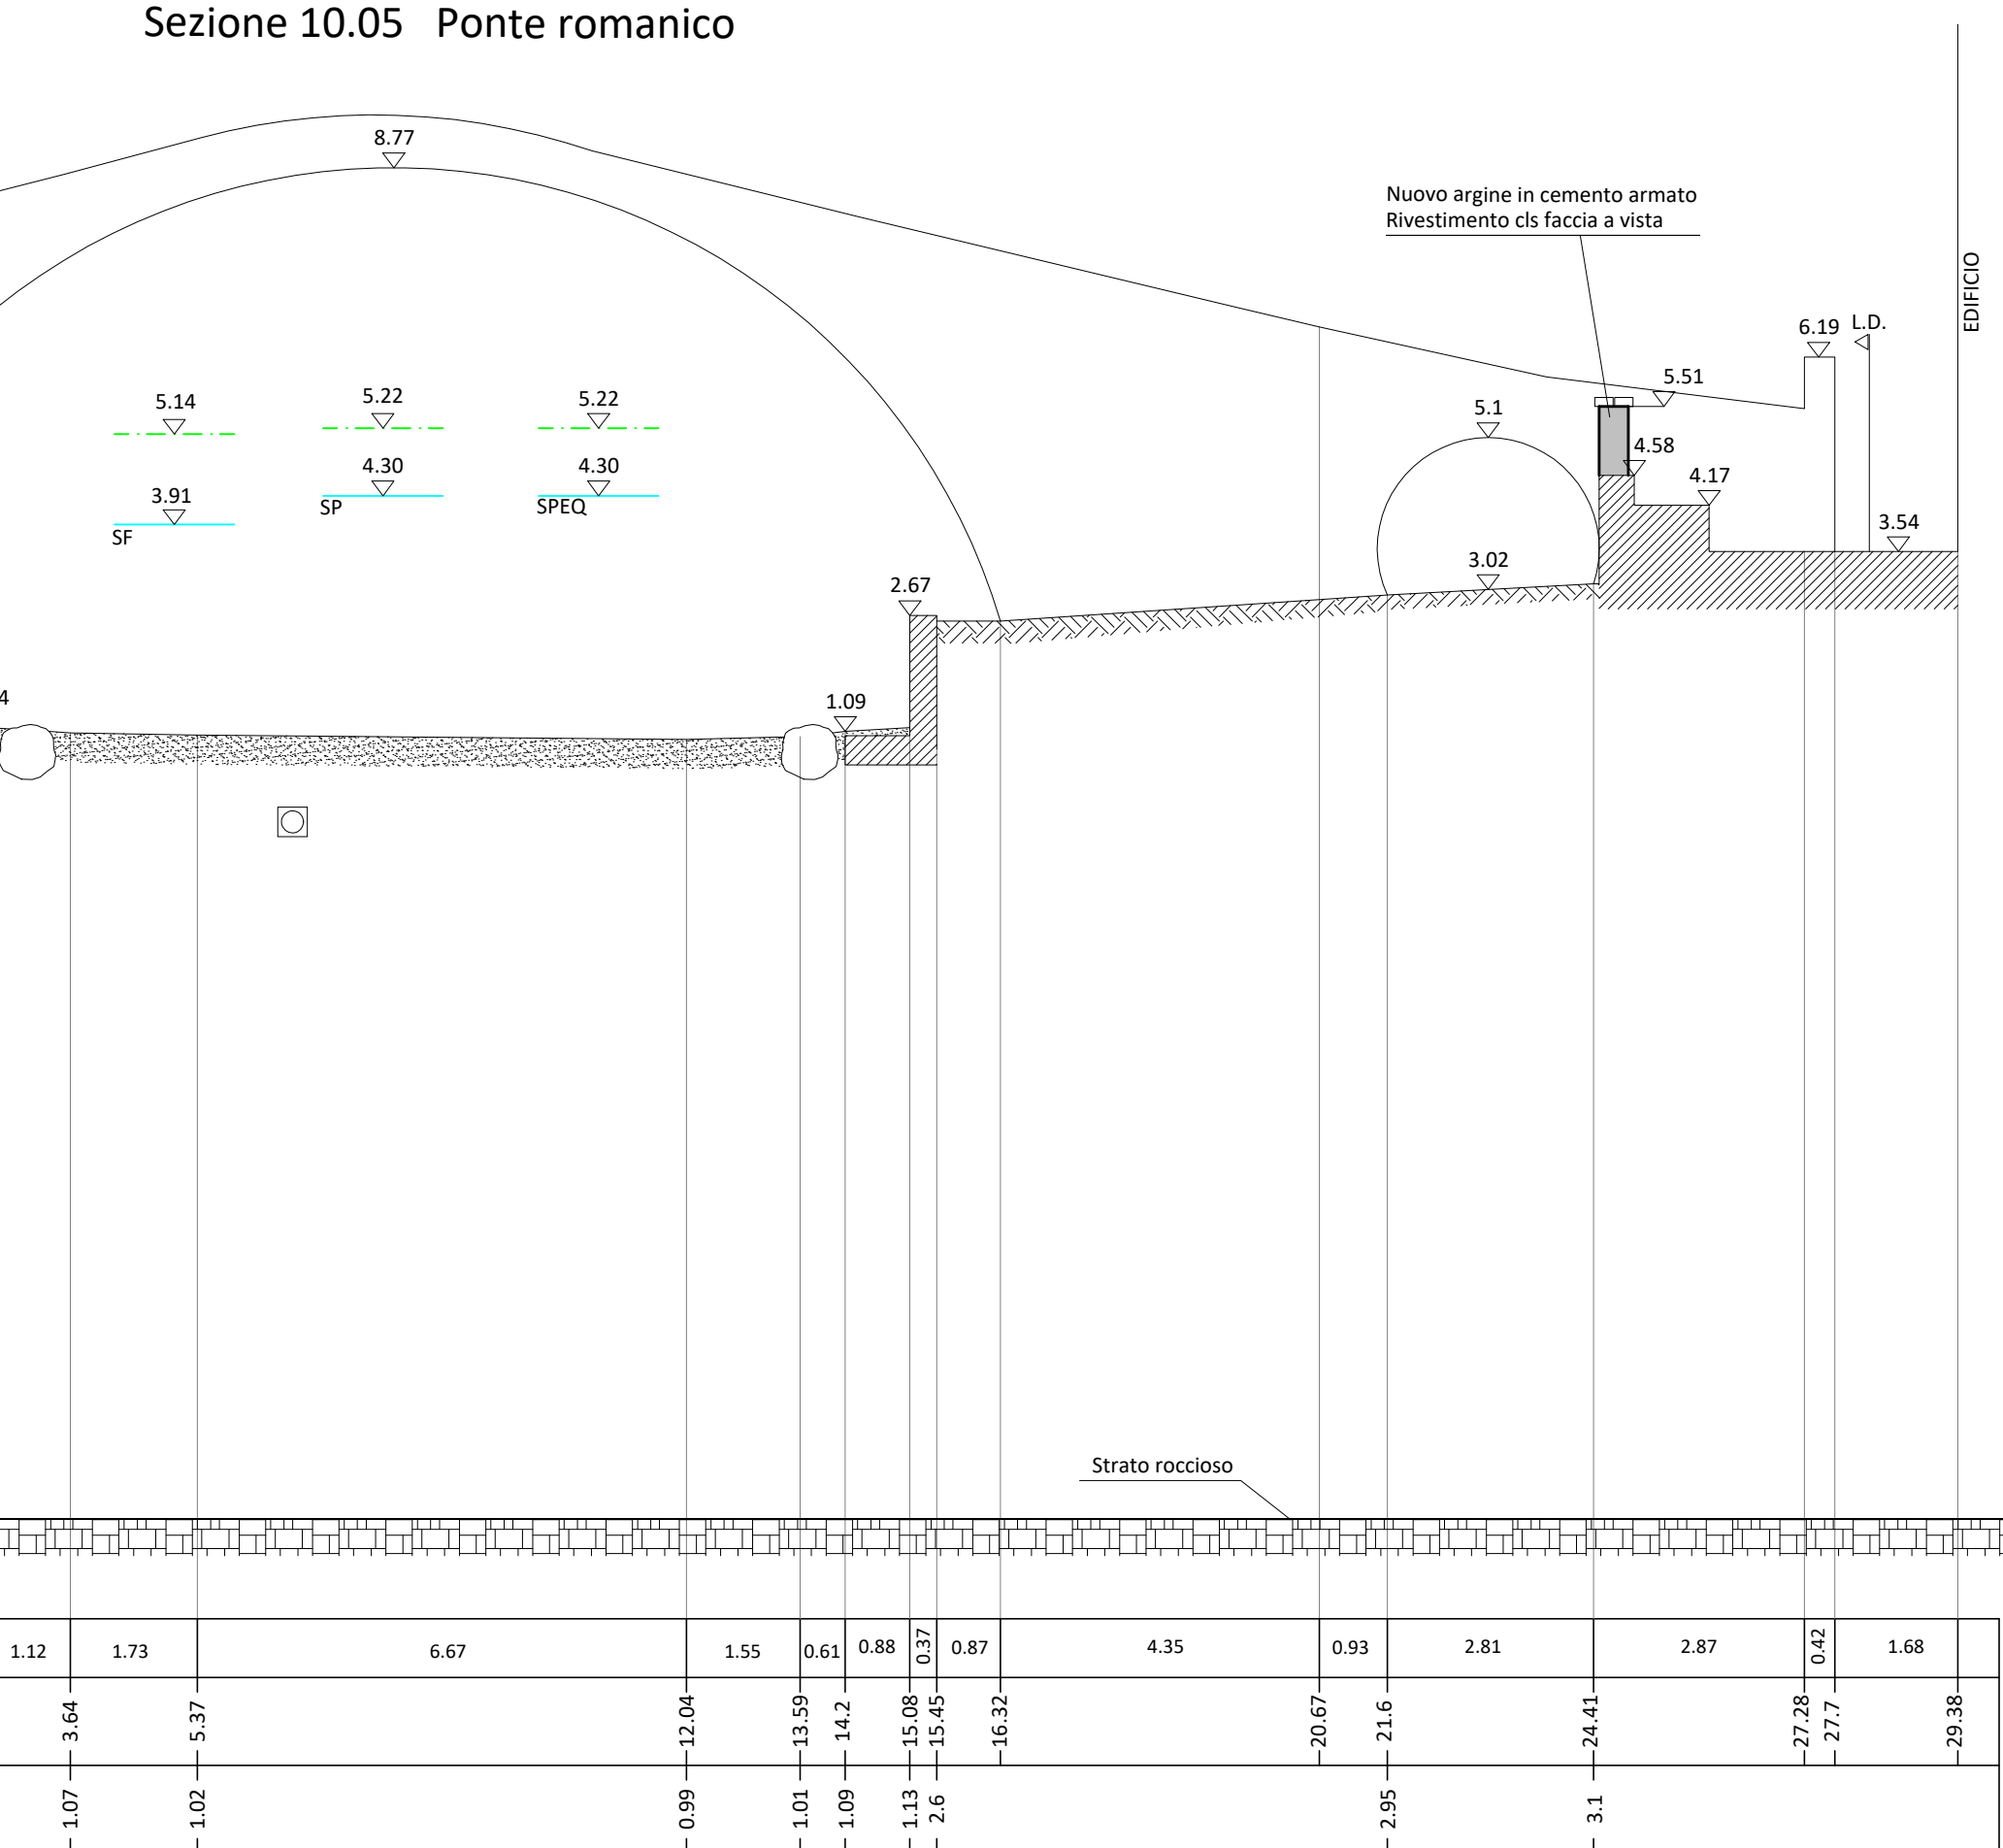 Sezione 10.05 Ponte romanico
8.77
Nuovo argine in cemento armato
Rivestimento cls faccia a vista
EDIFICIO
6.19
L.D.
5.14
5.22
5.22
5.51
5.1
4.58
4.17
3.91
SF
4.30
SP
4.30
SPEQ
3.54
3.02
2.67
4
1.09
Strato roccioso
1.12 1.73 6.67 1.55 0.61 0.88 0.37 0.87 4.35 0.93 2.81 2.87 0.42 1.68
3.64 5.37 12.04 13.59 14.2 15.08 15.45 16.32 20.67 21.6 24.41 27.28 27.7 29.38
1.07 1.02 0.99 1.01 1.09 1.13 2.6 2.95 3.1